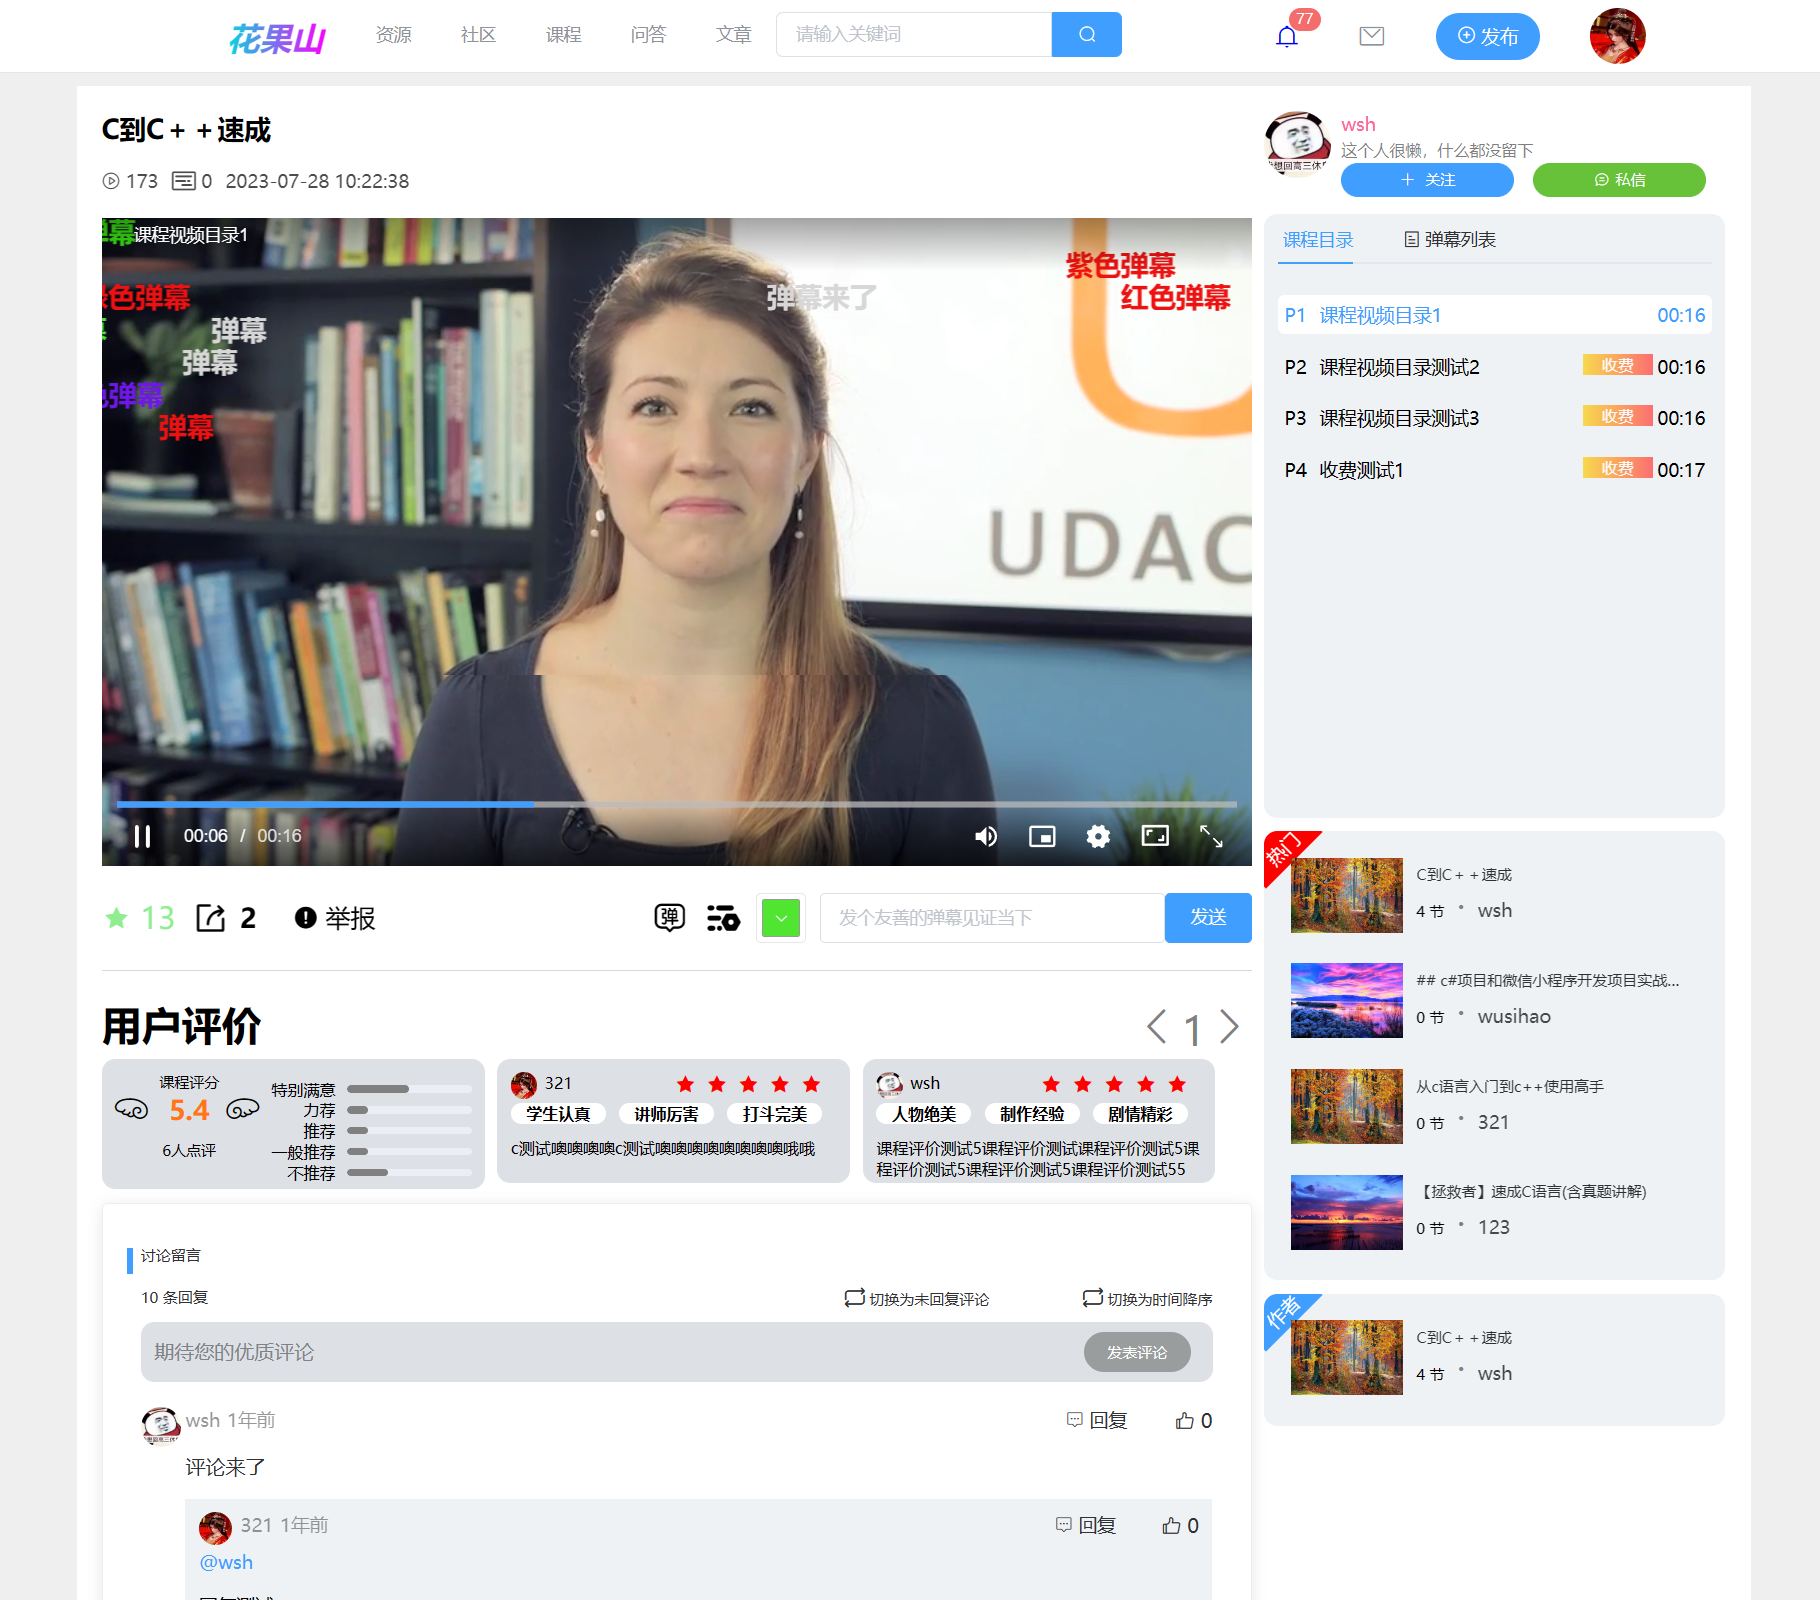 花果山
资源
社区
课程
问答
文章
请输入关键词
77
发布
C到C＋＋速成
173
0
2023-07-28 10:22:38
wsh
这个人很懒，什么都没留下
关注
私信
课程视频目录1
弹幕
紫色弹幕
色弹幕
弹幕来了
红色弹幕
弹幕
弹幕
色弹幕
弹幕
UDAC
00:06 / 00:16
课程目录
弹幕列表
P1 课程视频目录1 00:16
P2 课程视频目录测试2 收费 00:16
P3 课程视频目录测试3 收费 00:16
P4 收费测试1 收费 00:17
13
2
举报
弹
发个友善的弹幕见证当下
发送
热门
C到C＋＋速成
4 节 • wsh
## c#项目和微信小程序开发项目实战...
0 节 • wusihao
从c语言入门到c++使用高手
0 节 • 321
【拯救者】速成C语言(含真题讲解)
0 节 • 123
作者
C到C＋＋速成
4 节 • wsh
用户评价
1
课程评分
5.4
6人点评
特别满意
力荐
推荐
一般推荐
不推荐
321
学生认真 讲师厉害 打斗完美
c测试噢噢噢噢c测试噢噢噢噢噢噢噢噢哦哦
wsh
人物绝美 制作经验 剧情精彩
课程评价测试5课程评价测试课程评价测试5课
程评价测试5课程评价测试5课程评价测试55
讨论留言
10 条回复
切换为未回复评论
切换为时间降序
期待您的优质评论
发表评论
wsh 1年前
回复
0
评论来了
321 1年前
回复
0
@wsh